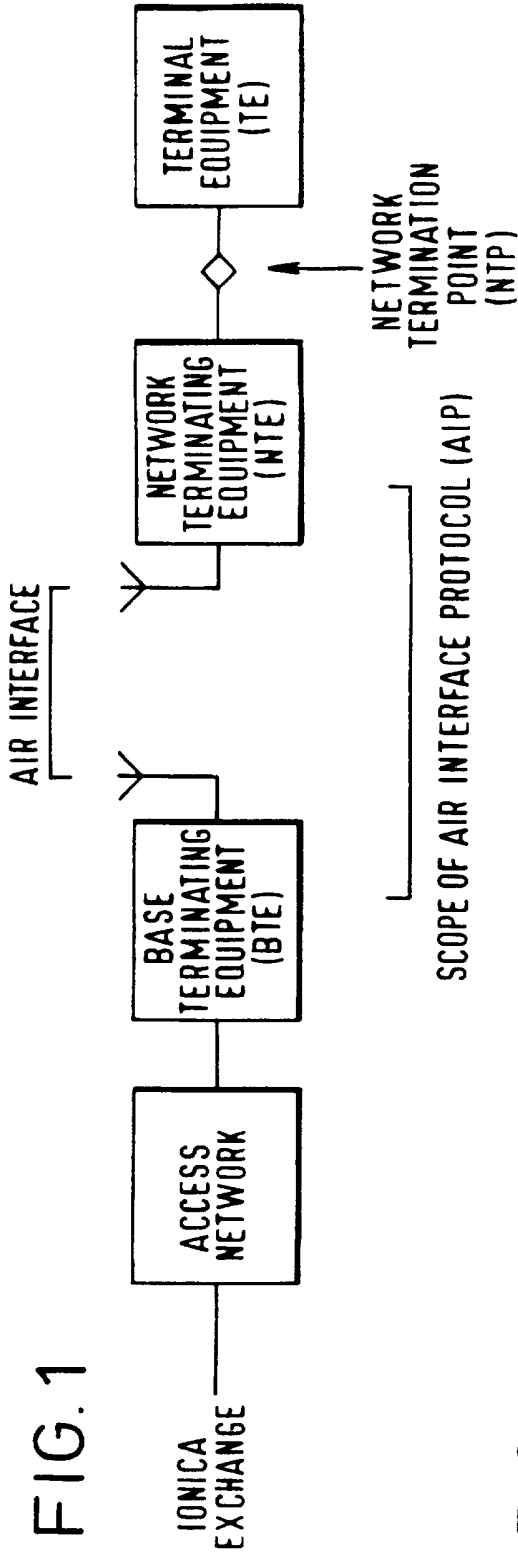 FIG. 1
IONICA
EXCHANGE
ACCESS
NETWORK
BASE
TERMINATING
EQUIPMENT
(BTE)
AIR INTERFACE
NETWORK
TERMINATING
EQUIPMENT
(NTE)
TERMINAL
EQUIPMENT
(TE)
NETWORK
TERMINATION
POINT
(NTP)
SCOPE OF AIR INTERFACE PROTOCOL (AIP)